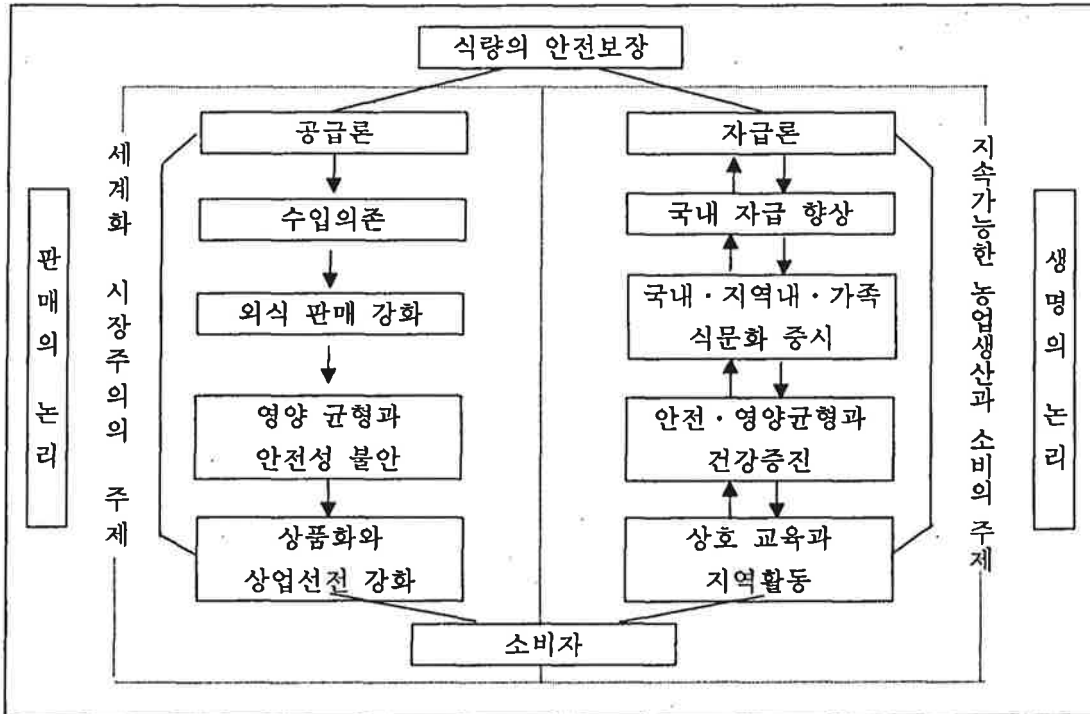 식량의 안전보장
공급론
수입의존
외식 판매 강화
영양 균형과
안전성 불안
상품화와
상업선전 강화
자급론
국내 자급 향상
국내·지역내·가족
식문화 중시
안전·영양균형과
건강증진
상호 교육과
지역활동
소비자
판매의 논리
세계화 시장주의의 주제
지속가능한 농업생산과 소비의 주제
생명의 논리